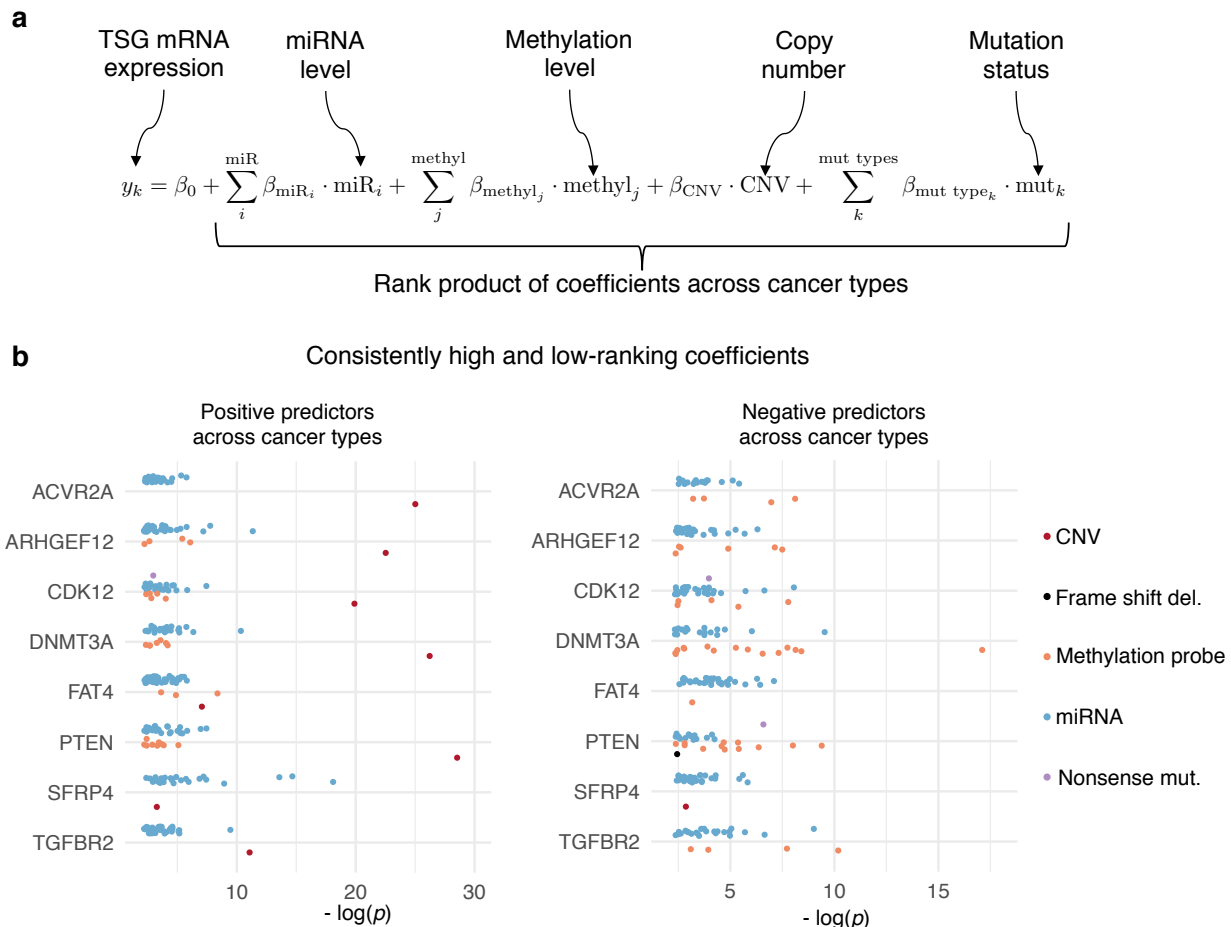 a
TSG mRNA
expression
miRNA
level
Methylation
level
Copy
number
Mutation
status
y_k = β_0 + ∑_i^miR β_miR_i · miR_i + ∑_j^methyl β_methyl_j · methyl_j + β_CNV · CNV + ∑_k^mut types β_mut type_k · mut_k
Rank product of coefficients across cancer types
b
Consistently high and low-ranking coefficients
Positive predictors
across cancer types
ACVR2A
ARHGEF12
CDK12
DNMT3A
FAT4
PTEN
SFRP4
TGFBR2
10 20 30
- log(p)
Negative predictors
across cancer types
ACVR2A
ARHGEF12
CDK12
DNMT3A
FAT4
PTEN
SFRP4
TGFBR2
5 10 15
- log(p)
CNV
Frame shift del.
Methylation probe
miRNA
Nonsense mut.